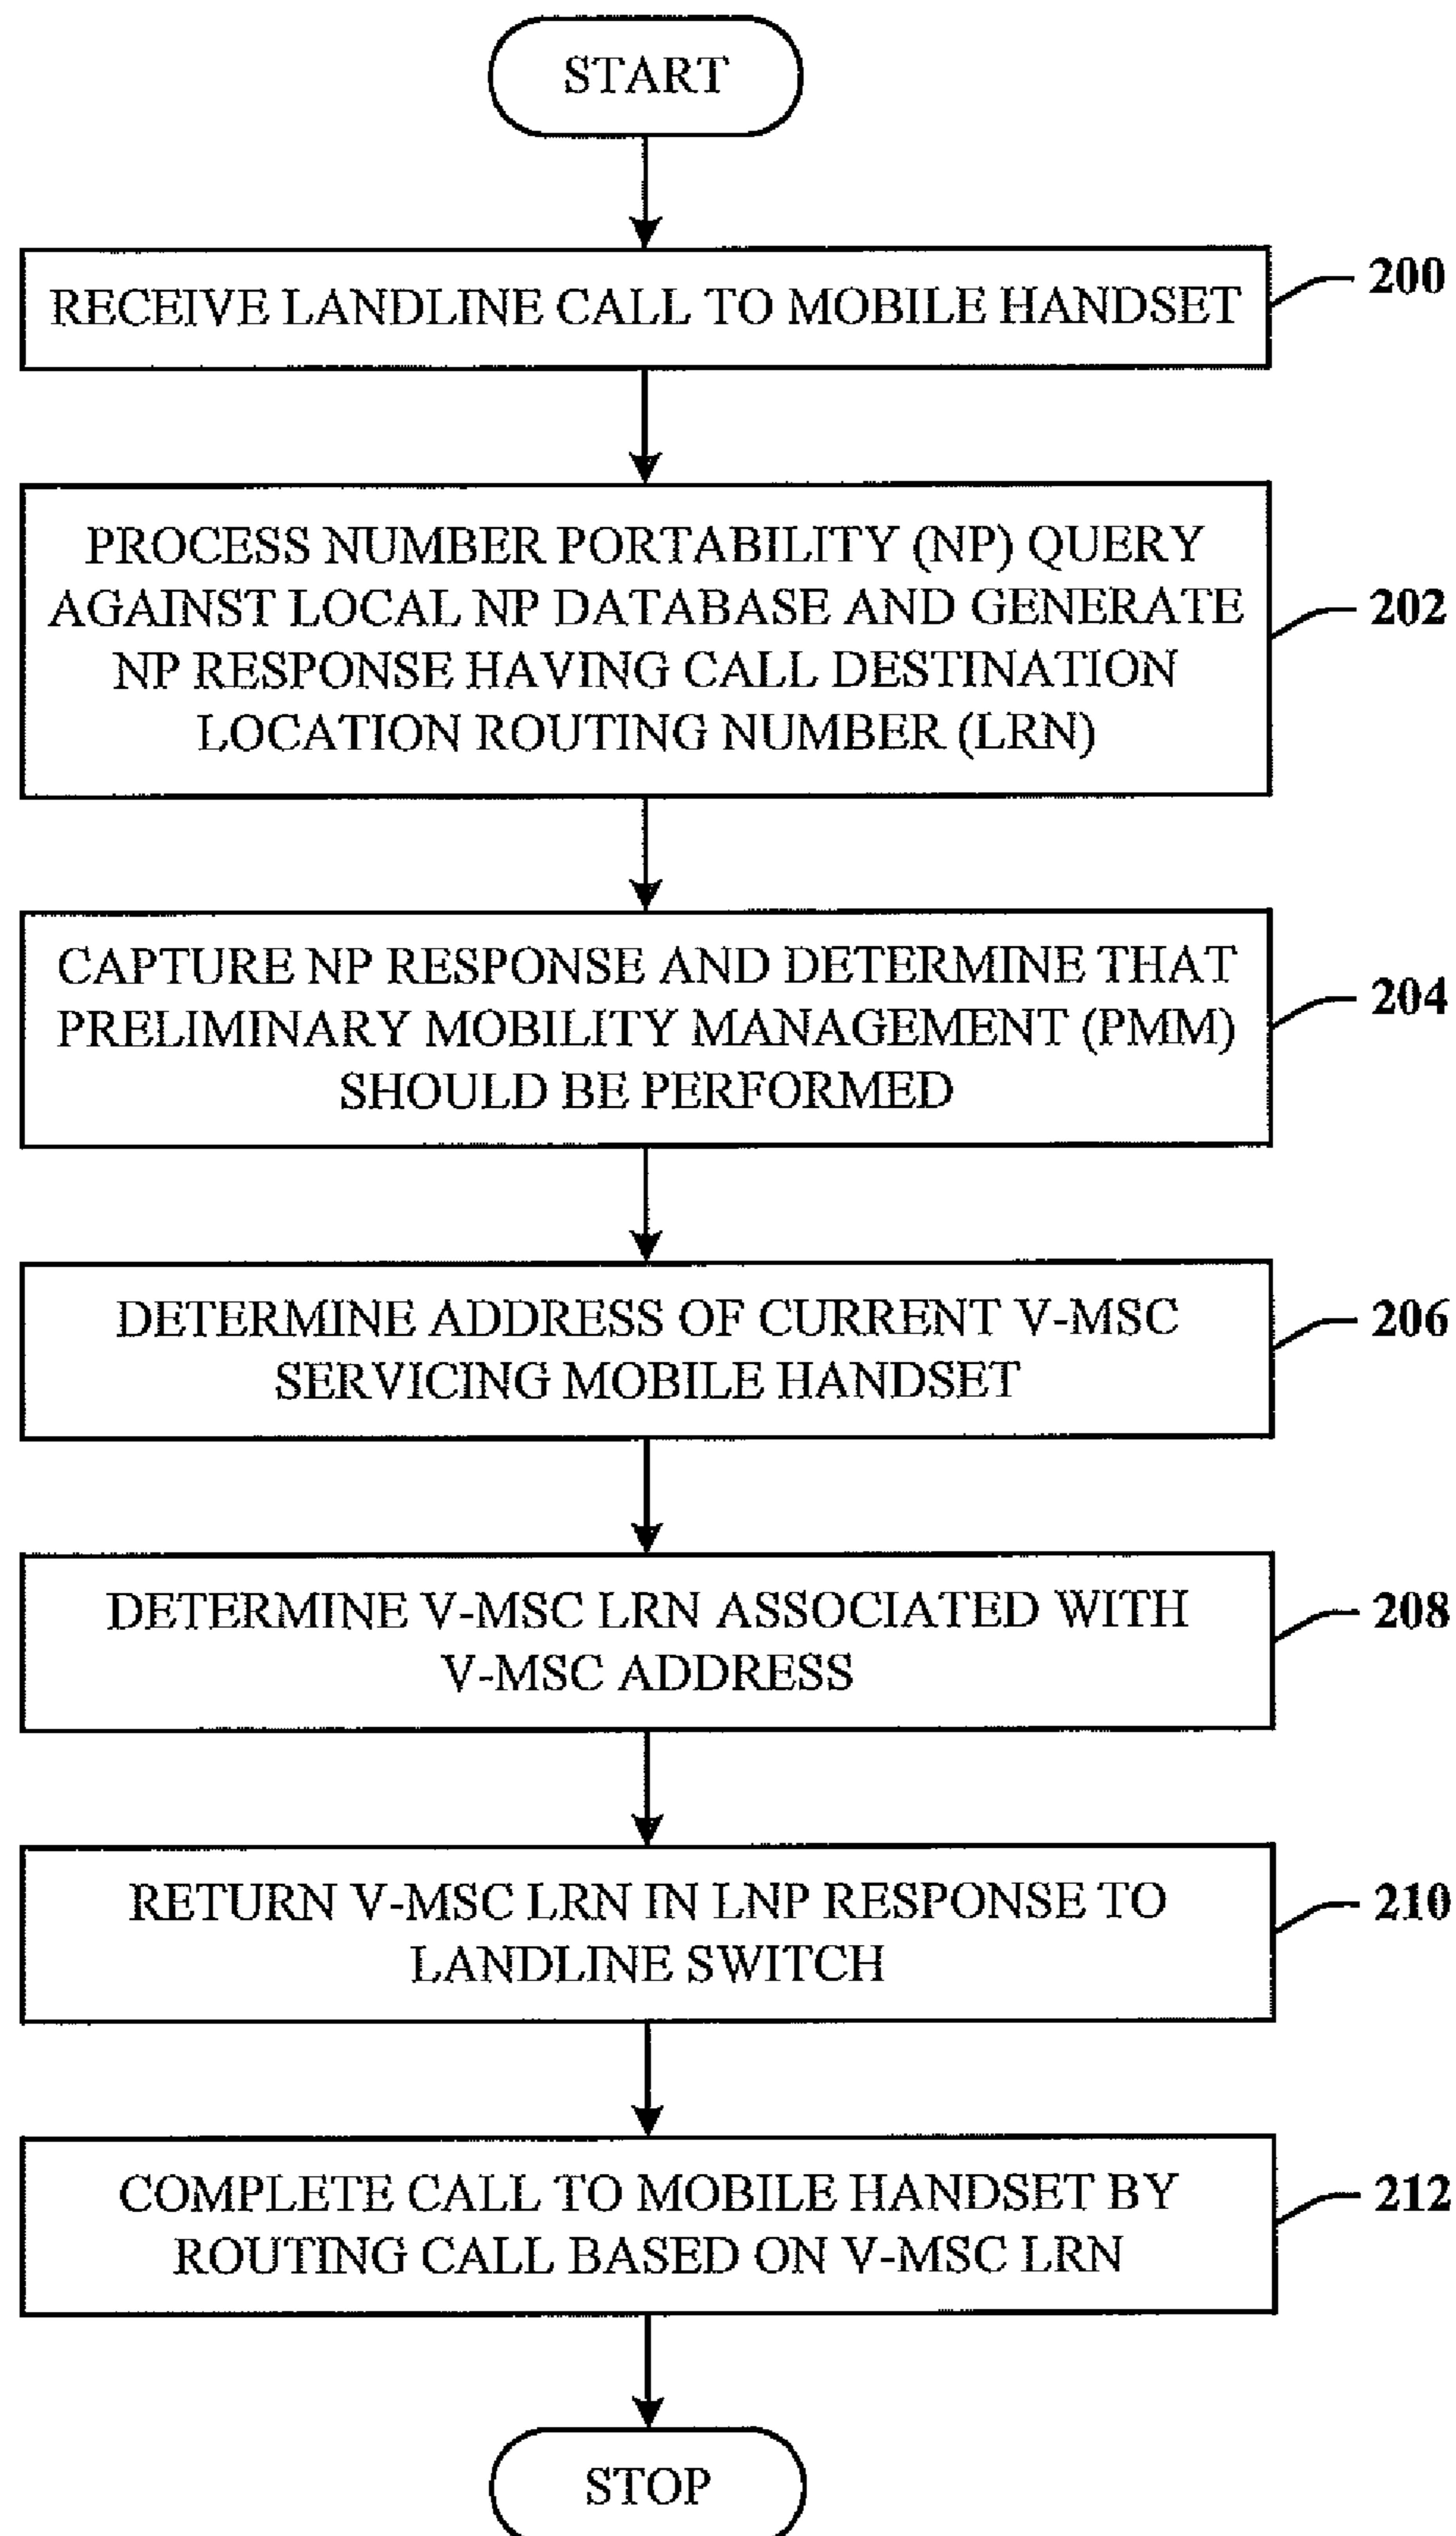 START
RECEIVE LANDLINE CALL TO MOBILE HANDSET
200
PROCESS NUMBER PORTABILITY (NP) QUERY
AGAINST LOCAL NP DATABASE AND GENERATE
NP RESPONSE HAVING CALL DESTINATION
LOCATION ROUTING NUMBER (LRN)
202
CAPTURE NP RESPONSE AND DETERMINE THAT
PRELIMINARY MOBILITY MANAGEMENT (PMM)
SHOULD BE PERFORMED
204
DETERMINE ADDRESS OF CURRENT V-MSC
SERVICING MOBILE HANDSET
206
DETERMINE V-MSC LRN ASSOCIATED WITH
V-MSC ADDRESS
208
RETURN V-MSC LRN IN LNP RESPONSE TO
LANDLINE SWITCH
210
COMPLETE CALL TO MOBILE HANDSET BY
ROUTING CALL BASED ON V-MSC LRN
212
STOP